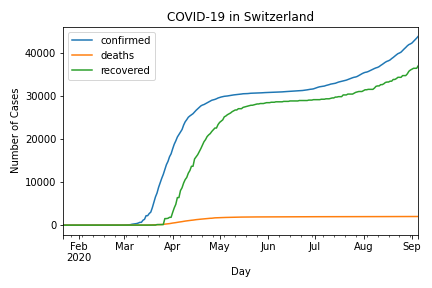 COVID-19 in Switzerland
confirmed
deaths
recovered
Number of Cases
40000
30000
20000
10000
0
Feb Mar Apr May Jun Jul Aug Sep
2020
Day